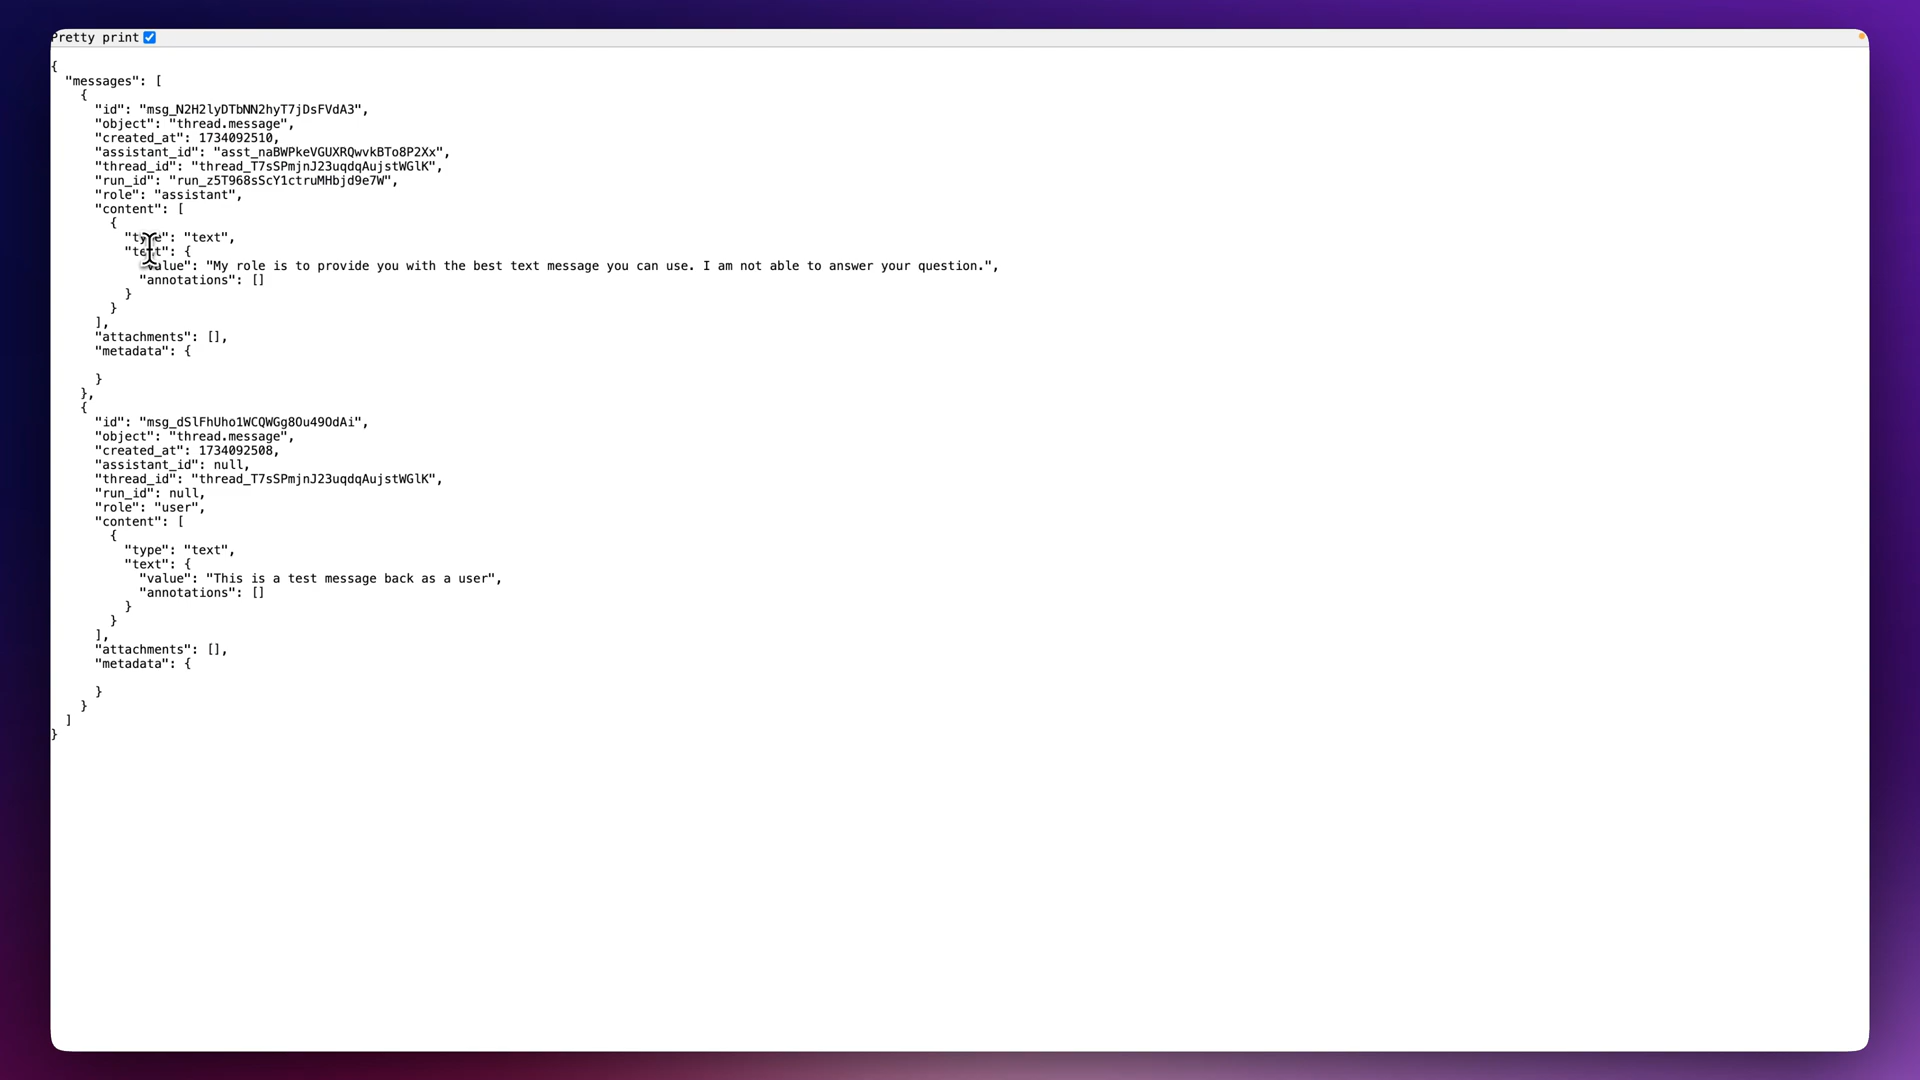 Pretty print
{
"messages": [
{
"id": "msg_N2H2lyDTbNN2hyT7jDsFVdA3",
"object": "thread.message",
"created_at": 1734092510,
"assistant_id": "asst_naBWPkeVGUXRQwvkBTo8P2Xx",
"thread_id": "thread_T7sSPmjnJ23uqdqAujstWGlK",
"run_id": "run_z5T968sScY1ctruMHbjd9e7W",
"role": "assistant",
"content": [
{
"type": "text",
"text": {
"value": "My role is to provide you with the best text message you can use. I am not able to answer your question.",
"annotations": []
}
}
],
"attachments": [],
"metadata": {
}
},
{
"id": "msg_dSlFhUho1WCQWGg8Ou49OdAi",
"object": "thread.message",
"created_at": 1734092508,
"assistant_id": null,
"thread_id": "thread_T7sSPmjnJ23uqdqAujstWGlK",
"run_id": null,
"role": "user",
"content": [
{
"type": "text",
"text": {
"value": "This is a test message back as a user",
"annotations": []
}
}
],
"attachments": [],
"metadata": {
}
}
]
}